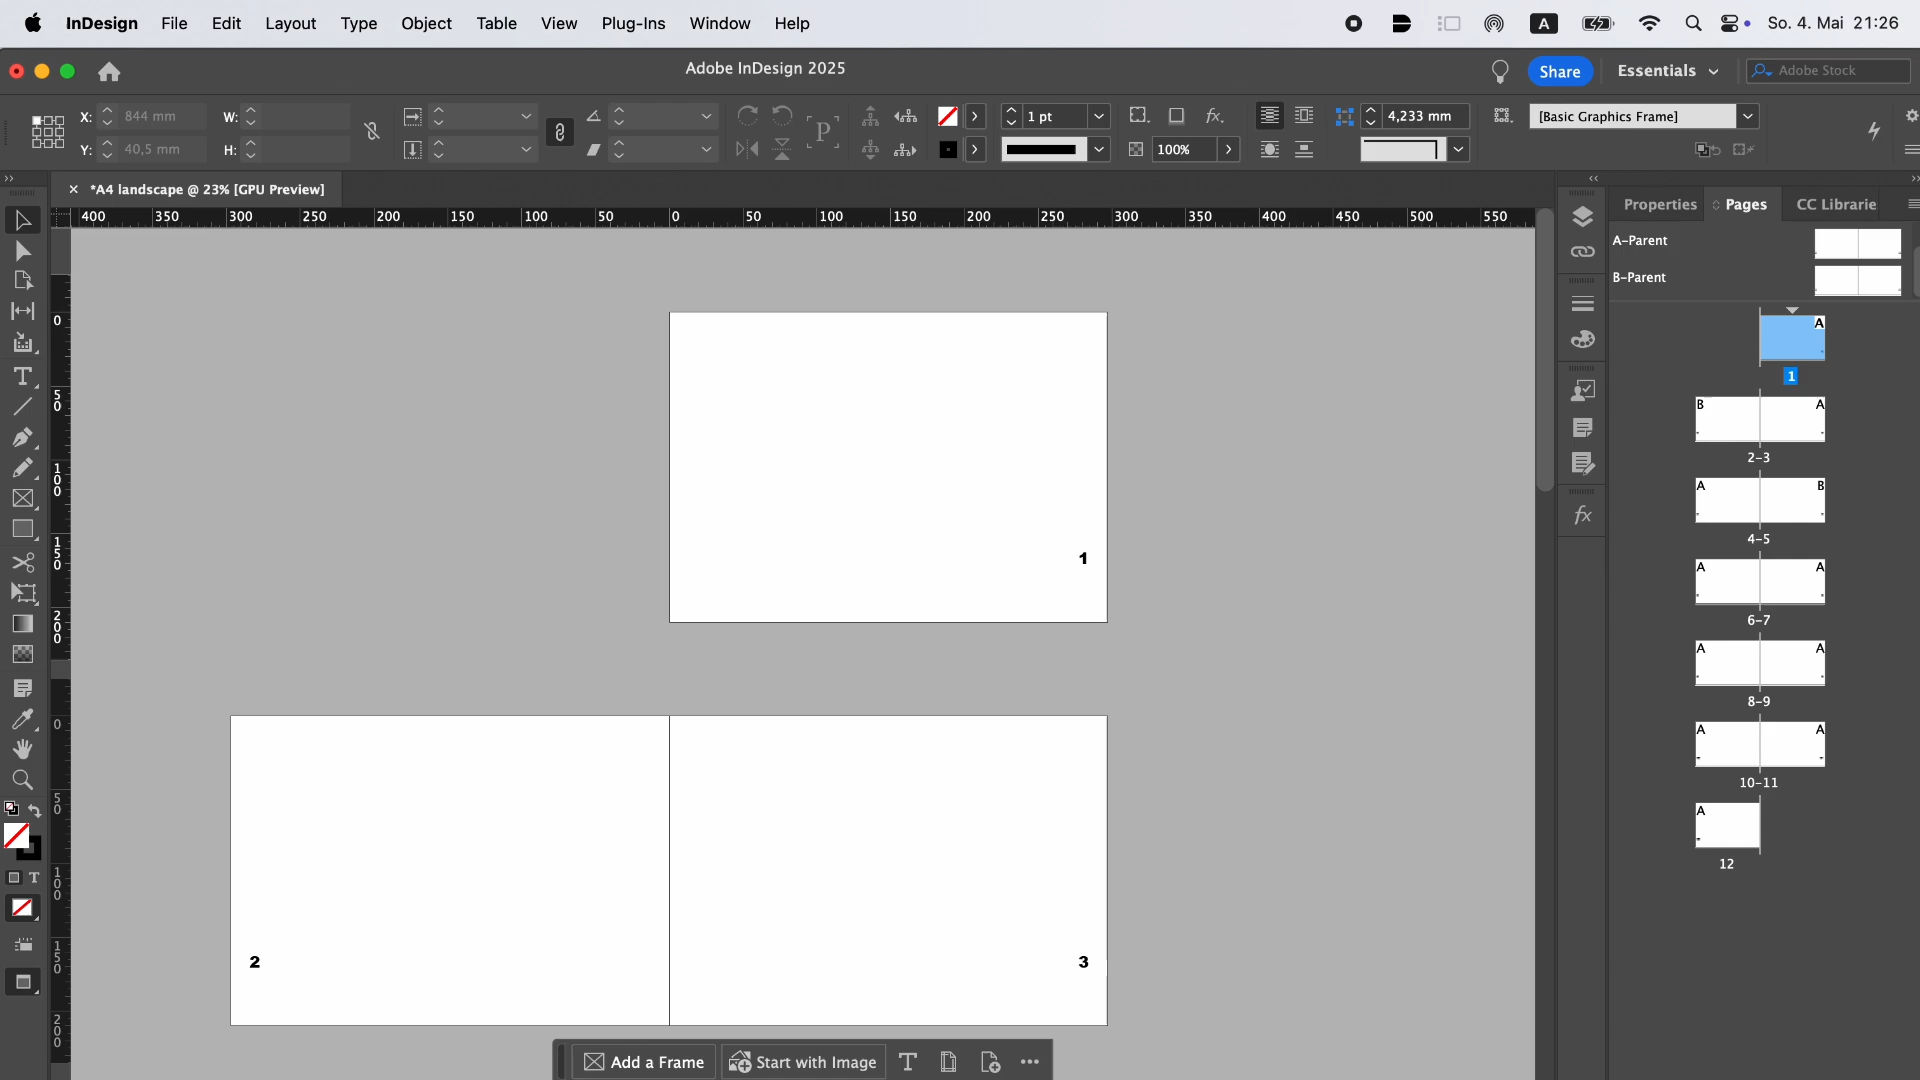 InDesign File Edit Layout Type Object Table View Plug-Ins Window Help A So. 4. Mai 21:26
Adobe InDesign 2025 Share Essentials Adobe Stock
X: 844 mm W: 1 pt 4,233 mm [Basic Graphics Frame]
Y: 40,5 mm H: P fx 100%
*A4 landscape @ 23% [GPU Preview]
Properties Pages CC Librarie
400 350 300 250 200 150 100 50 0 50 100 150 200 250 300 350 400 450 500 550
A-Parent
B-Parent
0
50
100
150
200
0
50
100
150
200
1
2
3
A
1
B A
2-3
A B
4-5
A A
6-7
A A
8-9
A A
10-11
A
12
fx
T
T
Add a Frame Start with Image T